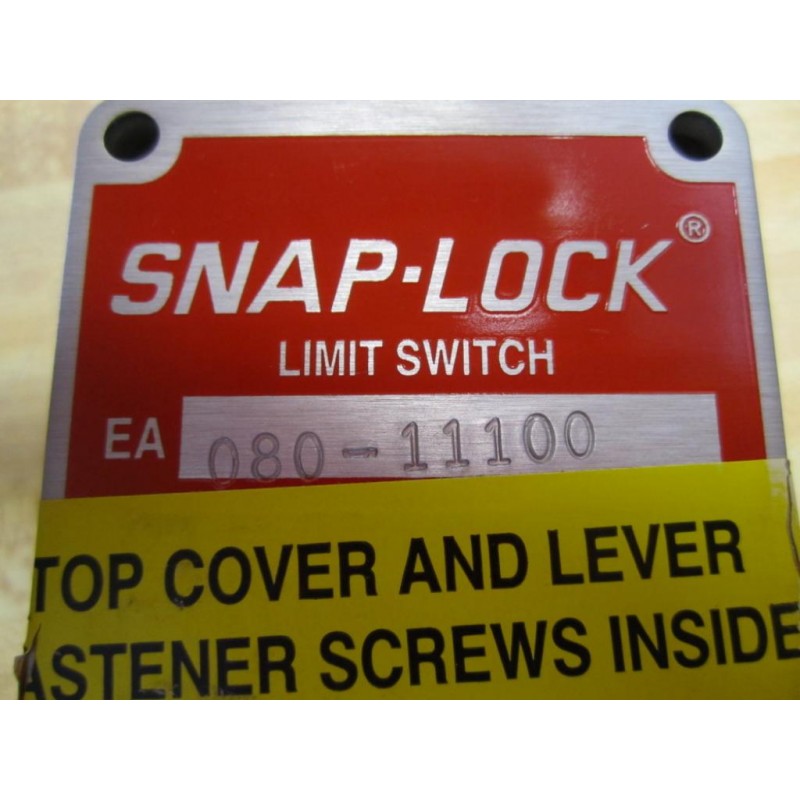 SNAP-LOCK®
LIMIT SWITCH
EA 080-11100
TOP COVER AND LEVER
ASTENER SCREWS INSIDE